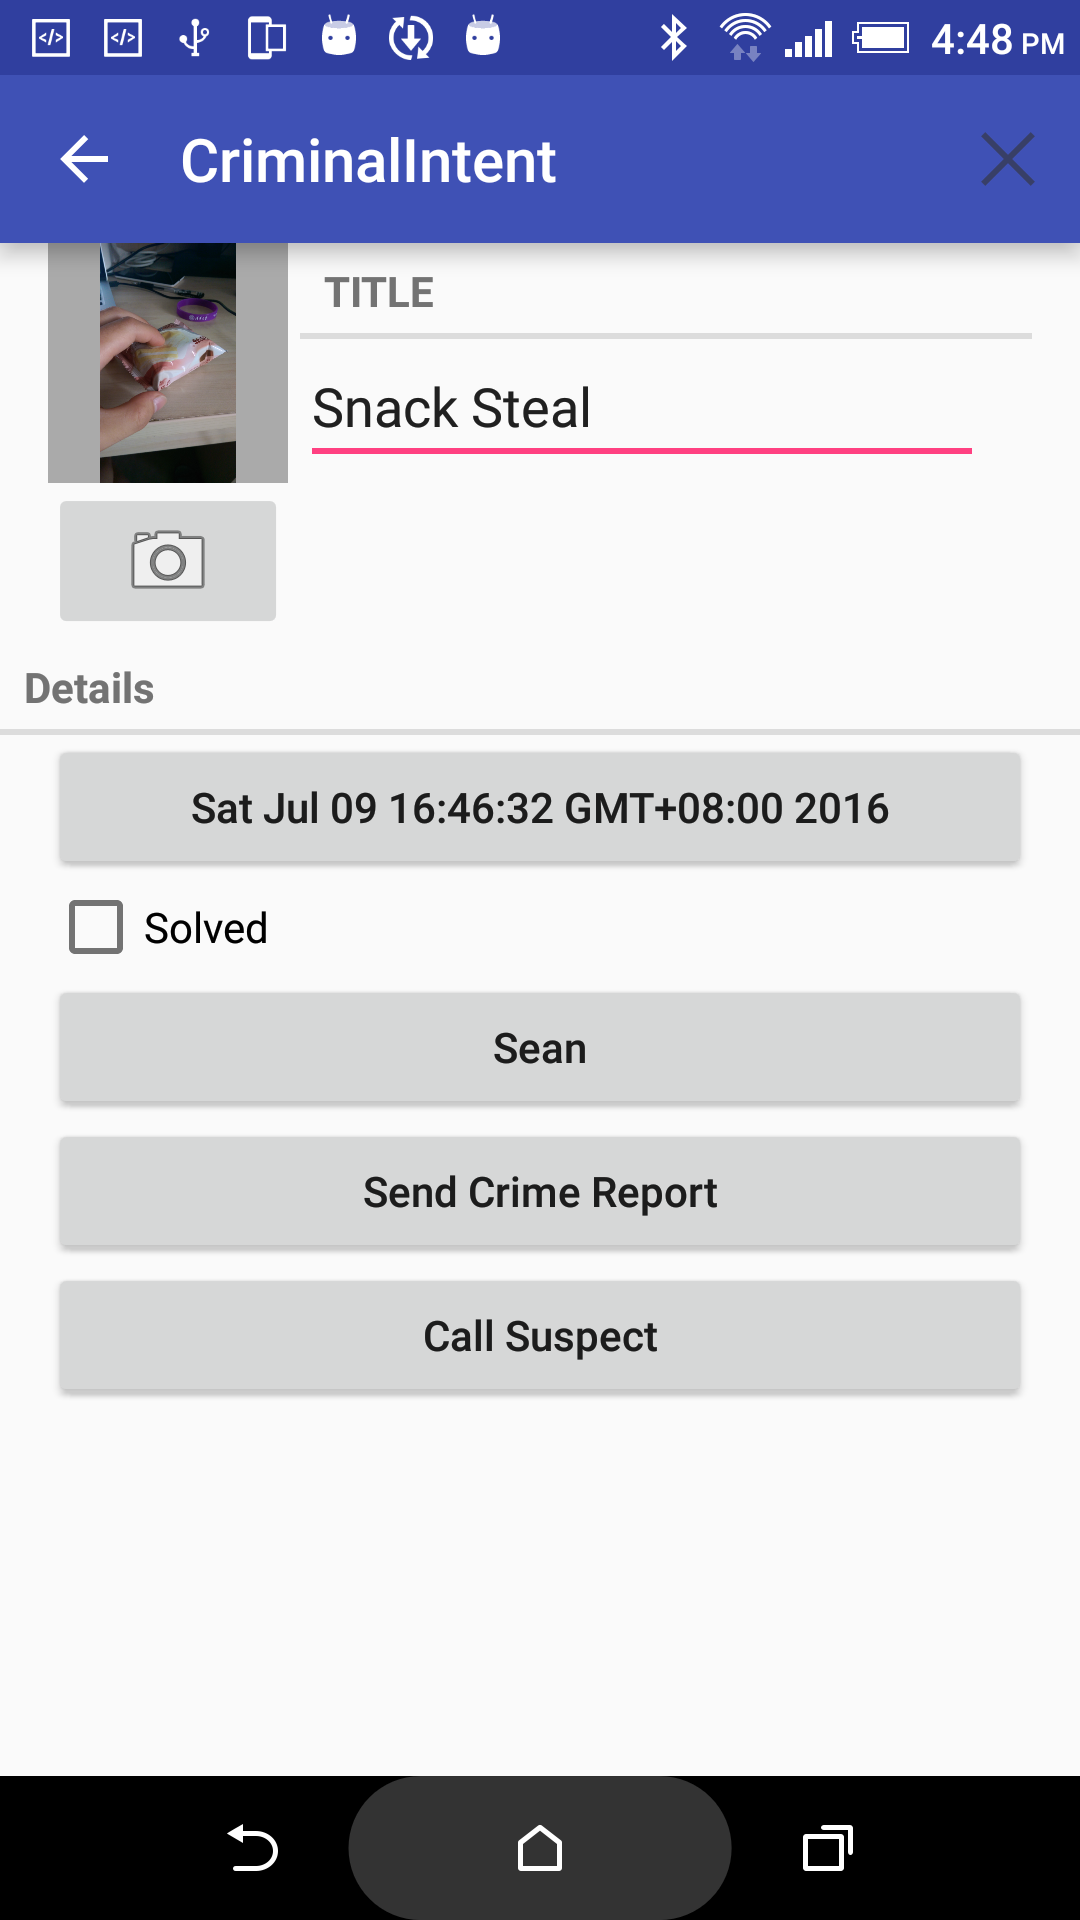 4:48 PM
CriminalIntent
TITLE
Snack Steal
Details
Sat Jul 09 16:46:32 GMT+08:00 2016
Solved
Sean
Send Crime Report
Call Suspect